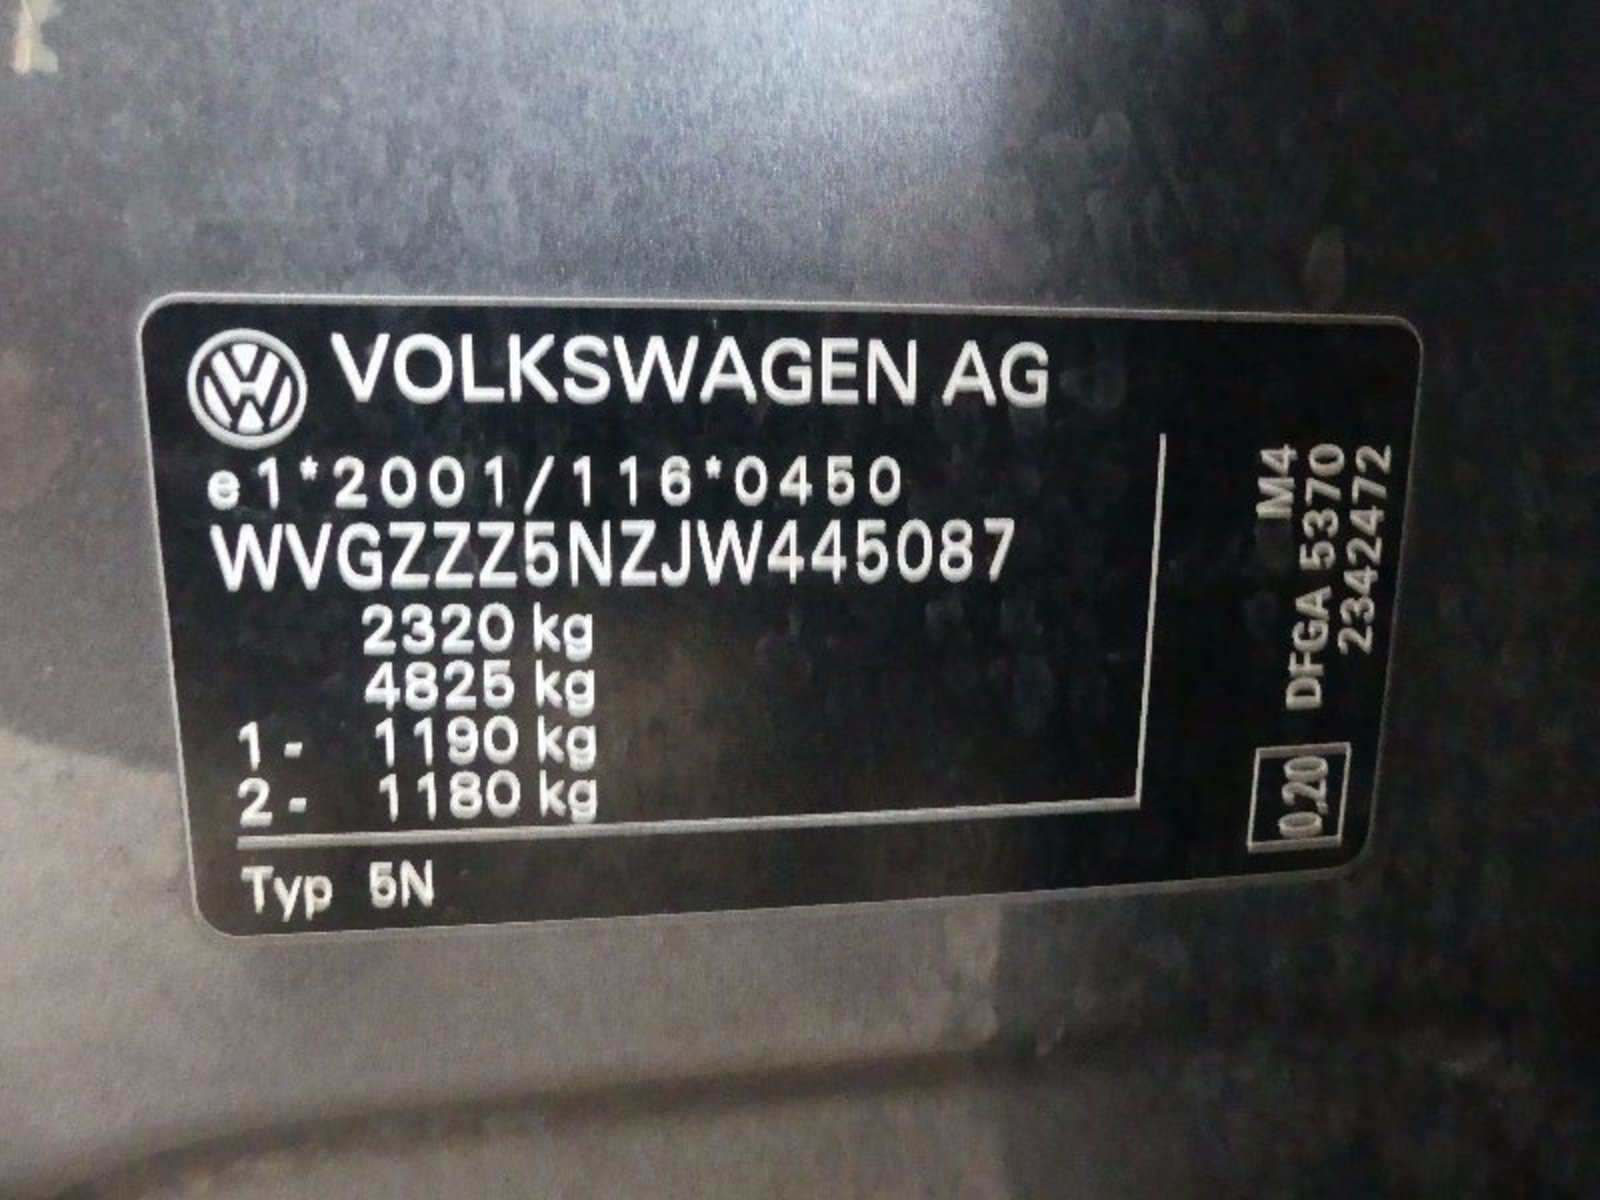 VOLKSWAGEN AG
e1*2001/116*0450
WVGZZZ5NZJW445087
2320 kg
4825 kg
1- 1190 kg
2- 1180 kg
Typ 5N
IM4
DFGA 5370
2342472
0,20